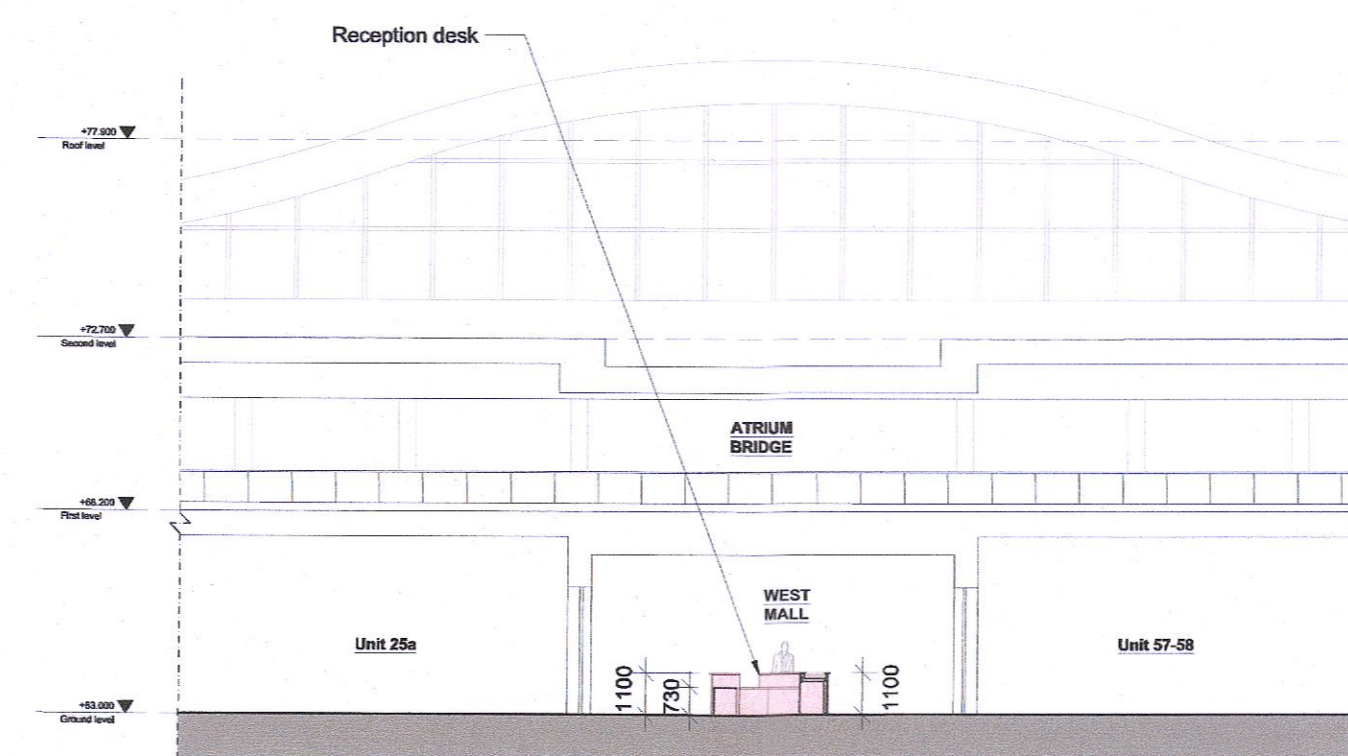 Reception desk
+77.900
Roof level
+72.700
Second level
ATRIUM
BRIDGE
+68.200
First level
WEST
MALL
Unit 25a
Unit 57-58
1100
730
1100
+63.000
Ground level